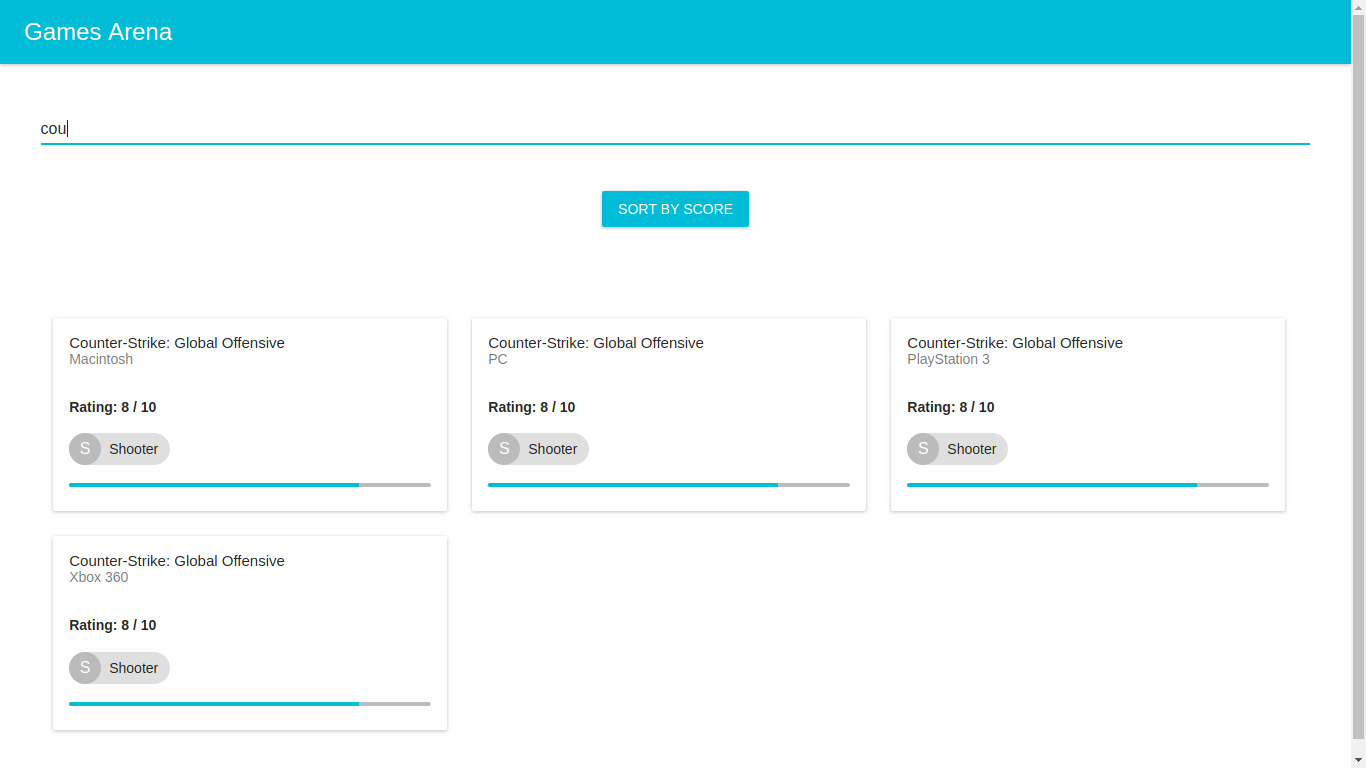 Games Arena
cou
SORT BY SCORE
Counter-Strike: Global Offensive
Macintosh
Rating: 8 / 10
S Shooter
Counter-Strike: Global Offensive
PC
Rating: 8 / 10
S Shooter
Counter-Strike: Global Offensive
PlayStation 3
Rating: 8 / 10
S Shooter
Counter-Strike: Global Offensive
Xbox 360
Rating: 8 / 10
S Shooter